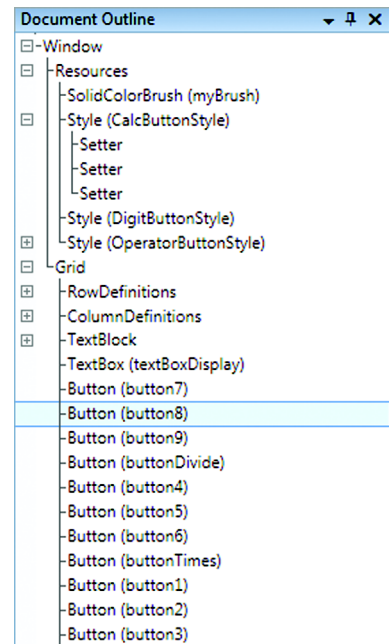 Document Outline
Window
Resources
SolidColorBrush (myBrush)
Style (CalcButtonStyle)
Setter
Setter
Setter
Style (DigitButtonStyle)
Style (OperatorButtonStyle)
Grid
RowDefinitions
ColumnDefinitions
TextBlock
TextBox (textBoxDisplay)
Button (button7)
Button (button8)
Button (button9)
Button (buttonDivide)
Button (button4)
Button (button5)
Button (button6)
Button (buttonTimes)
Button (button1)
Button (button2)
Button (button3)